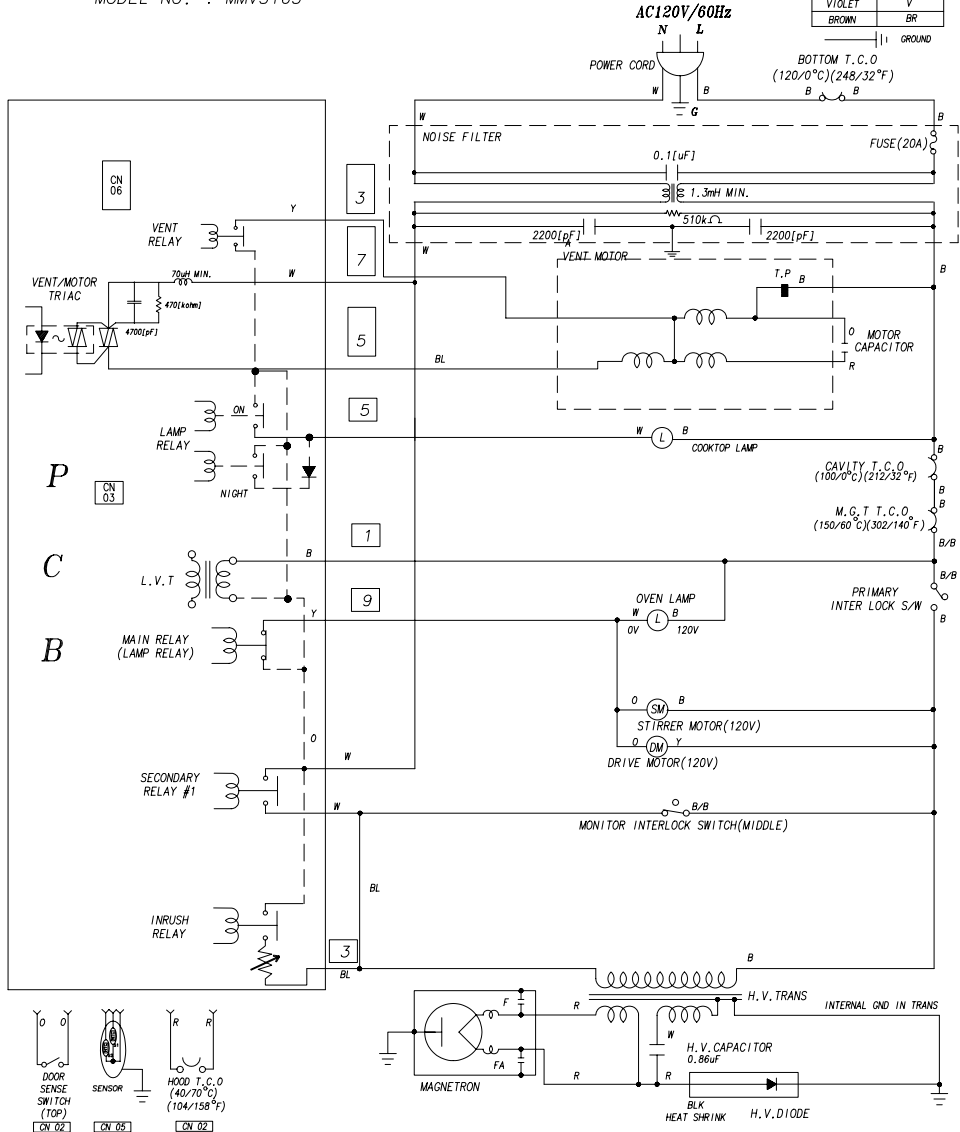 MODEL NO. : MMV5165
AC120V/60Hz
VIOLET V
BROWN BR
GROUND
N L
POWER CORD
BOTTOM T.C.O
(120/0°C)(248/32°F)
W B B B
G
W
B
NOISE FILTER
FUSE(20A)
0.1[uF]
CN
06
3
1.3mH MIN.
Y
510kΩ
VENT
RELAY
2200[pF] 2200[pF]
A
7
W
VENT MOTOR
B
VENT/MOTOR
TRIAC
70uH MIN.
W
T.P
B
470[kohm]
4700[pF]
5
O
MOTOR
CAPACITOR
BL
R
ON
5
LAMP
RELAY
W L B
COOKTOP LAMP
B
P
CN
03
NIGHT
CAVITY T.C.O
(100/0°C)(212/32°F)
B
B
M.G.T T.C.O
(150/60°C)(302/140°F)
1
B/B
C
B
L.V.T
9
B/B
PRIMARY
INTER LOCK S/W
OVEN LAMP
Y
W L B
0V 120V
B
B
MAIN RELAY
(LAMP RELAY)
O SM B
STIRRER MOTOR(120V)
O
O DM Y
DRIVE MOTOR(120V)
W
SECONDARY
RELAY #1
W
B/B
MONITOR INTERLOCK SWITCH(MIDDLE)
BL
INRUSH
RELAY
3
BL
B
H.V.TRANS
F
R
INTERNAL GND IN TRANS
W
H.V.CAPACITOR
0.86uF
FA
R R
MAGNETRON
BLK
HEAT SHRINK
H.V.DIODE
O O
DOOR
SENSE
SWITCH
(TOP)
CN 02
SENSOR
CN 05
R R
HOOD T.C.O
(40/70°C)
(104/158°F)
CN 02